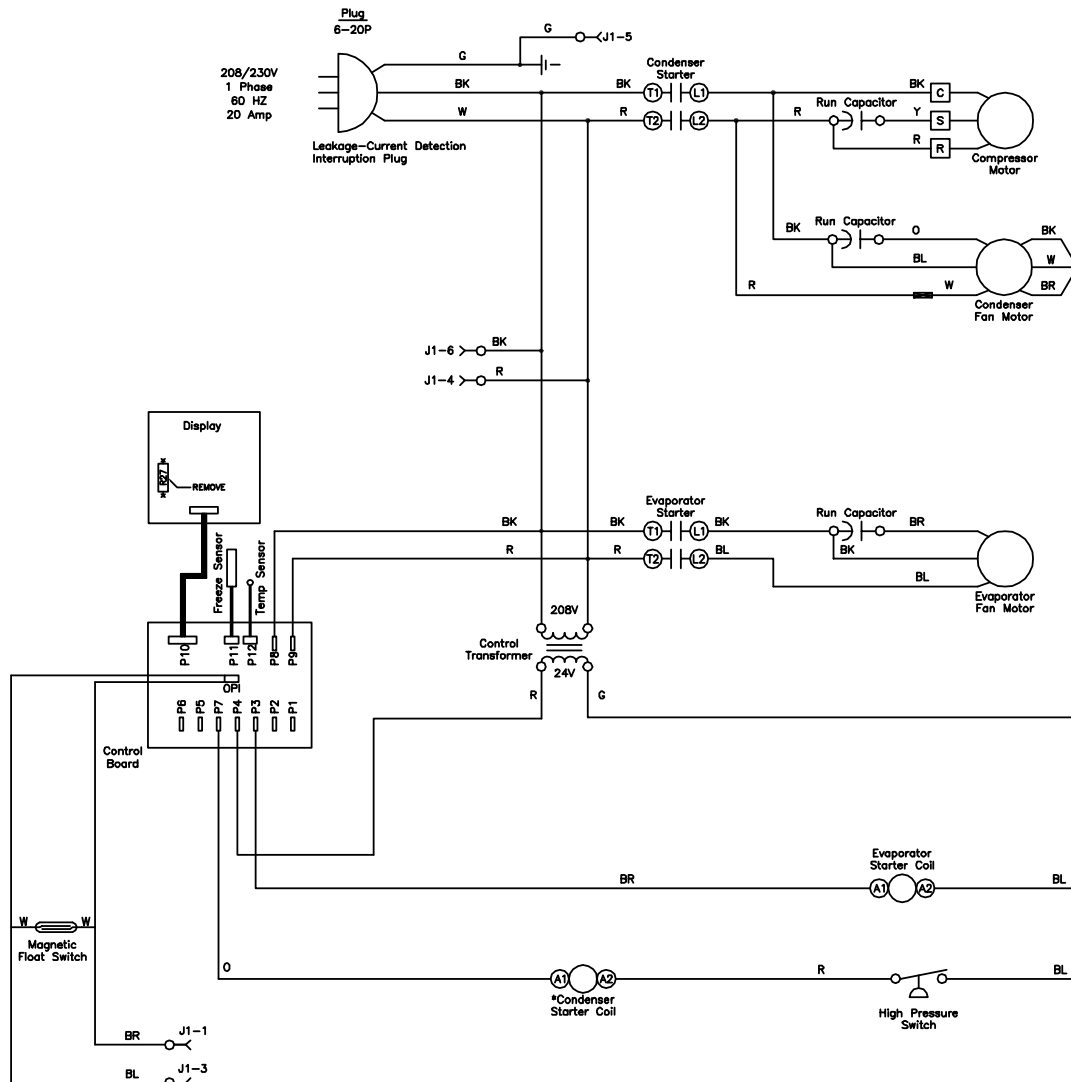 Plug
6-20P
G
J1-5
208/230V
1 Phase
60 HZ
20 Amp
G
BK
W
Leakage-Current Detection
Interruption Plug
Condenser
Starter
BK
T1
L1
R
T2
L2
BK
C
R
Run Capacitor
Y
S
R
R
Compressor
Motor
BK
Run Capacitor
O
BL
R
W
BK
W
BR
Condenser
Fan Motor
J1-6
BK
J1-4
R
Display
R27
REMOVE
Freeze Sensor
Temp Sensor
BK
R
Evaporator
Starter
BK
T1
L1
BK
R
T2
L2
BL
Run Capacitor
BR
BK
BL
Evaporator
Fan Motor
208V
Control
Transformer
24V
R
G
P10
P11
P12
P8
P9
OPI
P6
P5
P7
P4
P3
P2
P1
Control
Board
BR
Evaporator
Starter Coil
A1
A2
BL
W
W
Magnetic
Float Switch
O
A1
A2
*Condenser
Starter Coil
R
High Pressure
Switch
BL
BR
J1-1
BL
J1-3